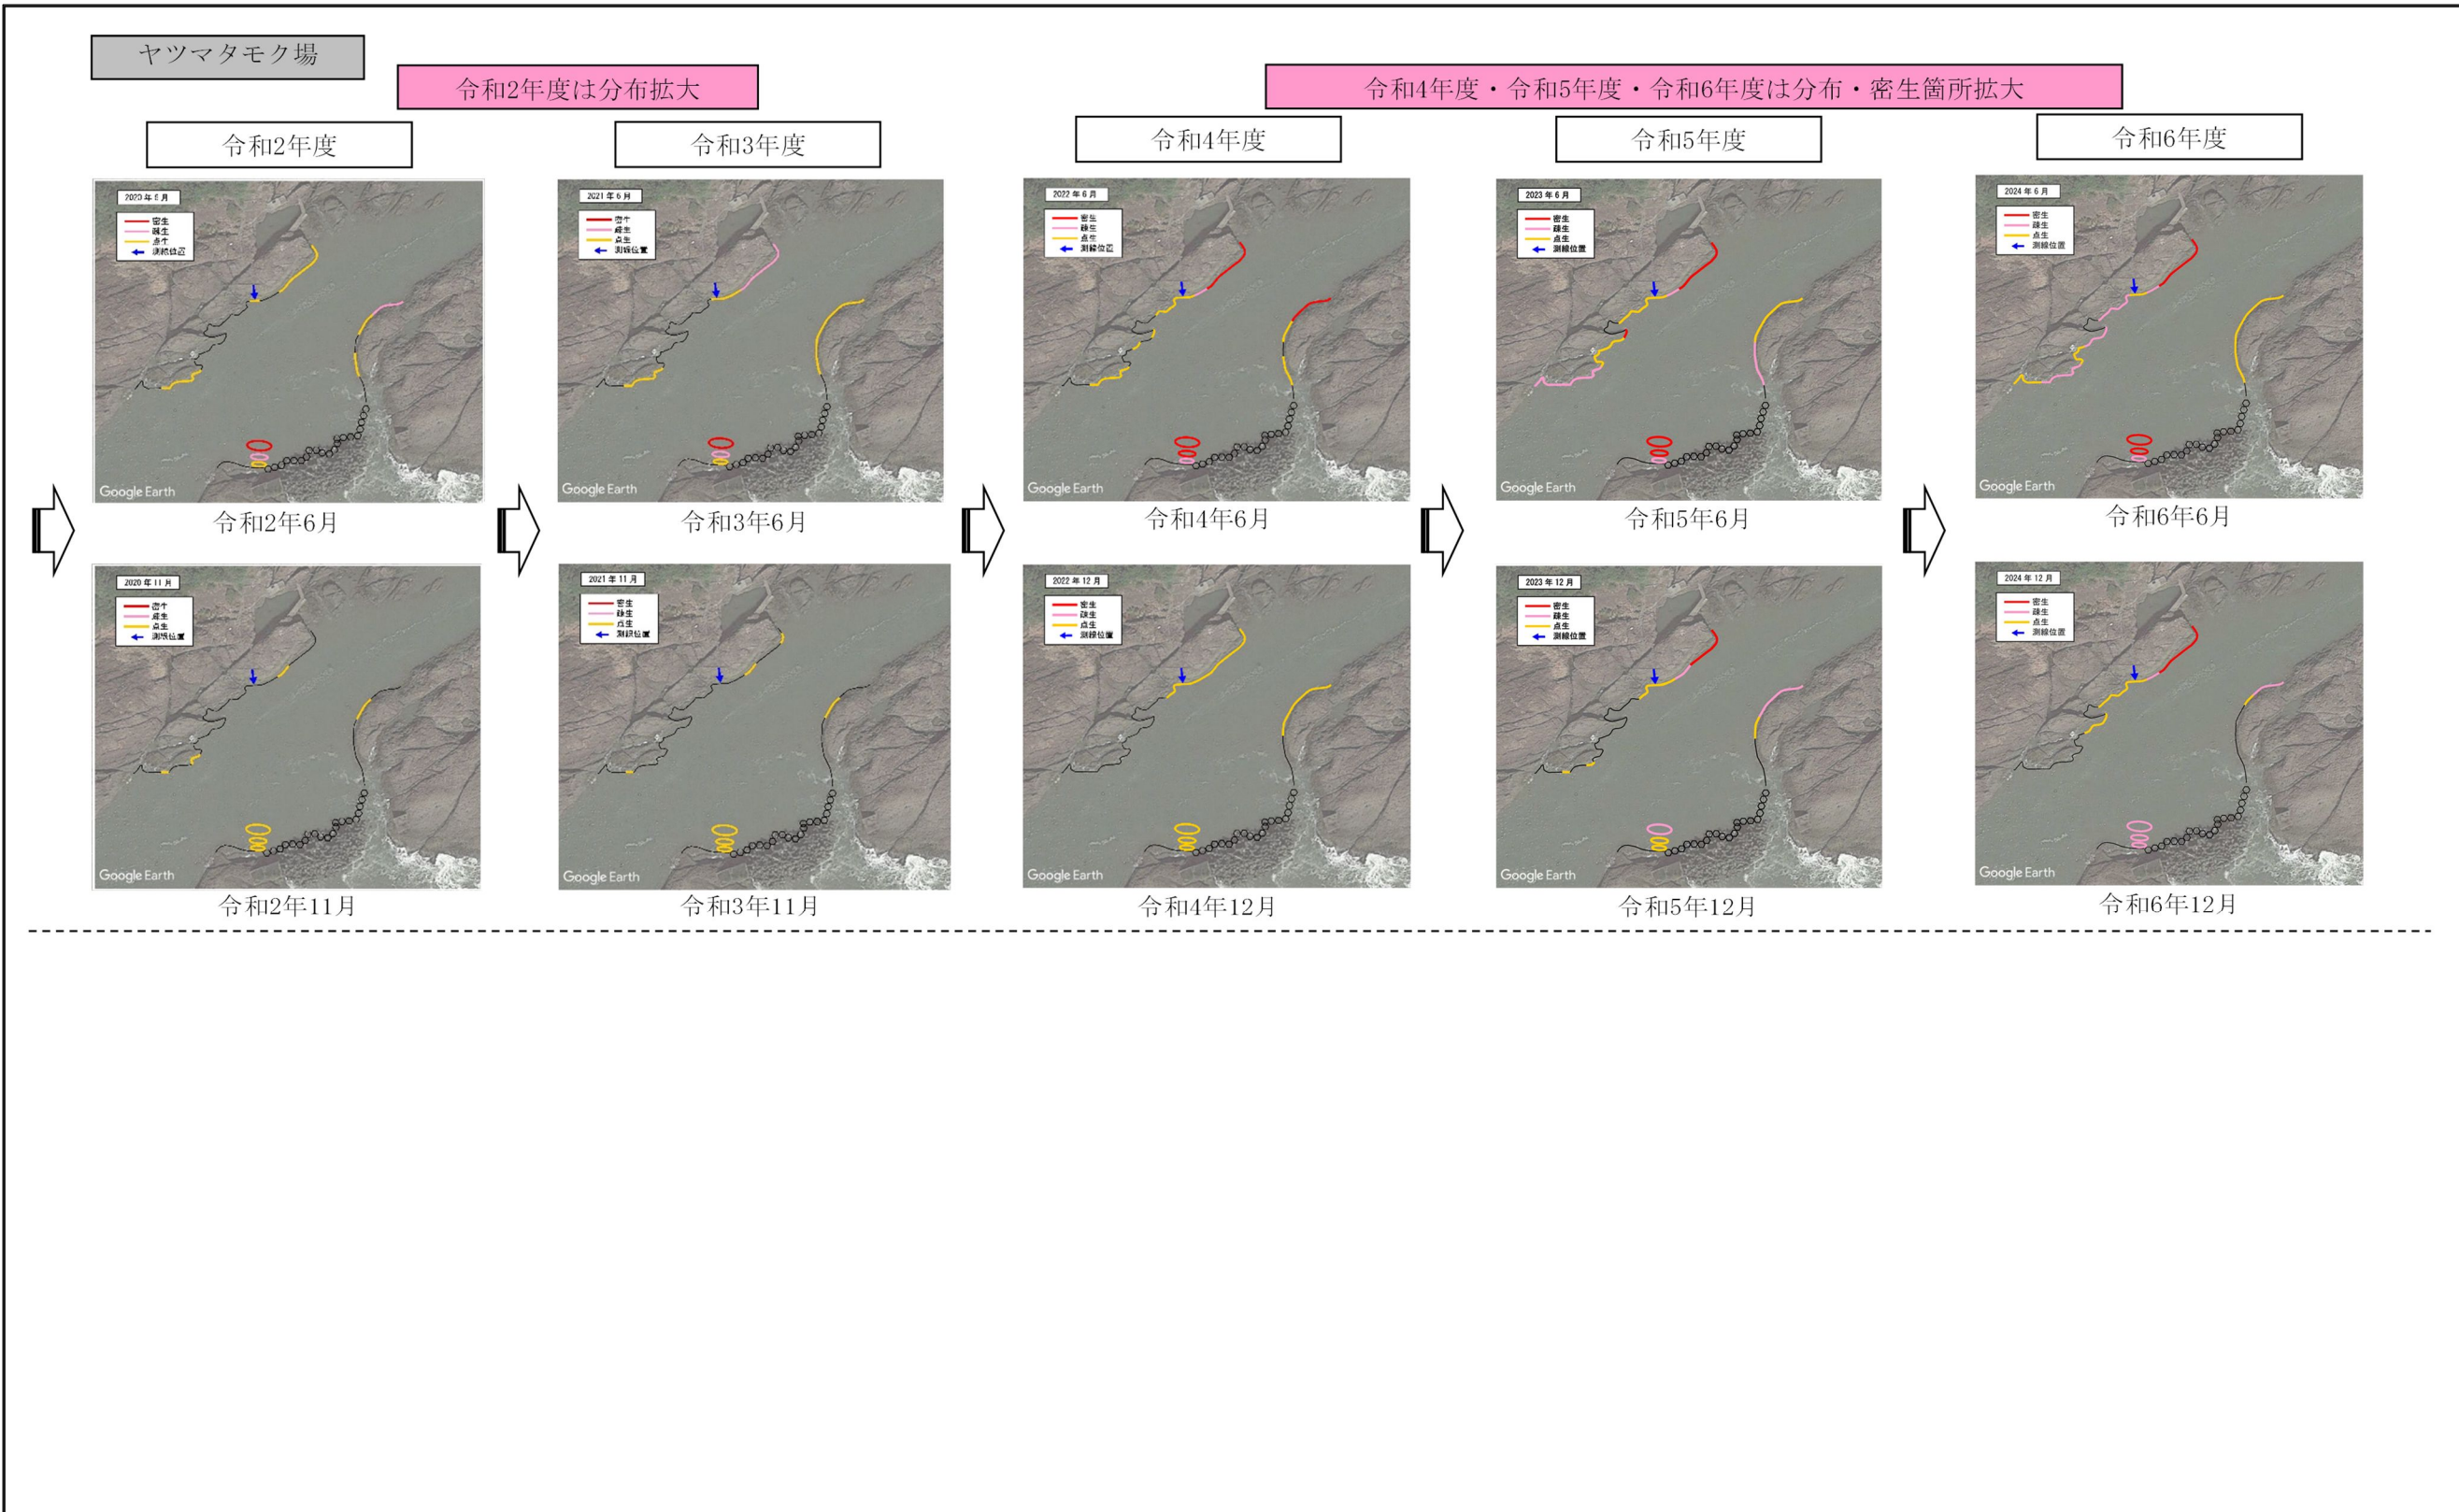 ヤツマタモク場
令和2年度は分布拡大
令和4年度・令和5年度・令和6年度は分布・密生箇所拡大
令和2年度
令和3年度
令和4年度
令和5年度
令和6年度
2020年6月
密生
疎生
点生
測線位置
Google Earth
2021年6月
密生
疎生
点生
測線位置
Google Earth
2022年6月
密生
疎生
点生
測線位置
Google Earth
2023年6月
密生
疎生
点生
測線位置
Google Earth
2024年6月
密生
疎生
点生
測線位置
Google Earth
令和2年6月
令和3年6月
令和4年6月
令和5年6月
令和6年6月
2020年11月
密生
疎生
点生
測線位置
Google Earth
2021年11月
密生
疎生
点生
測線位置
Google Earth
2022年12月
密生
疎生
点生
測線位置
Google Earth
2023年12月
密生
疎生
点生
測線位置
Google Earth
2024年12月
密生
疎生
点生
測線位置
Google Earth
令和2年11月
令和3年11月
令和4年12月
令和5年12月
令和6年12月